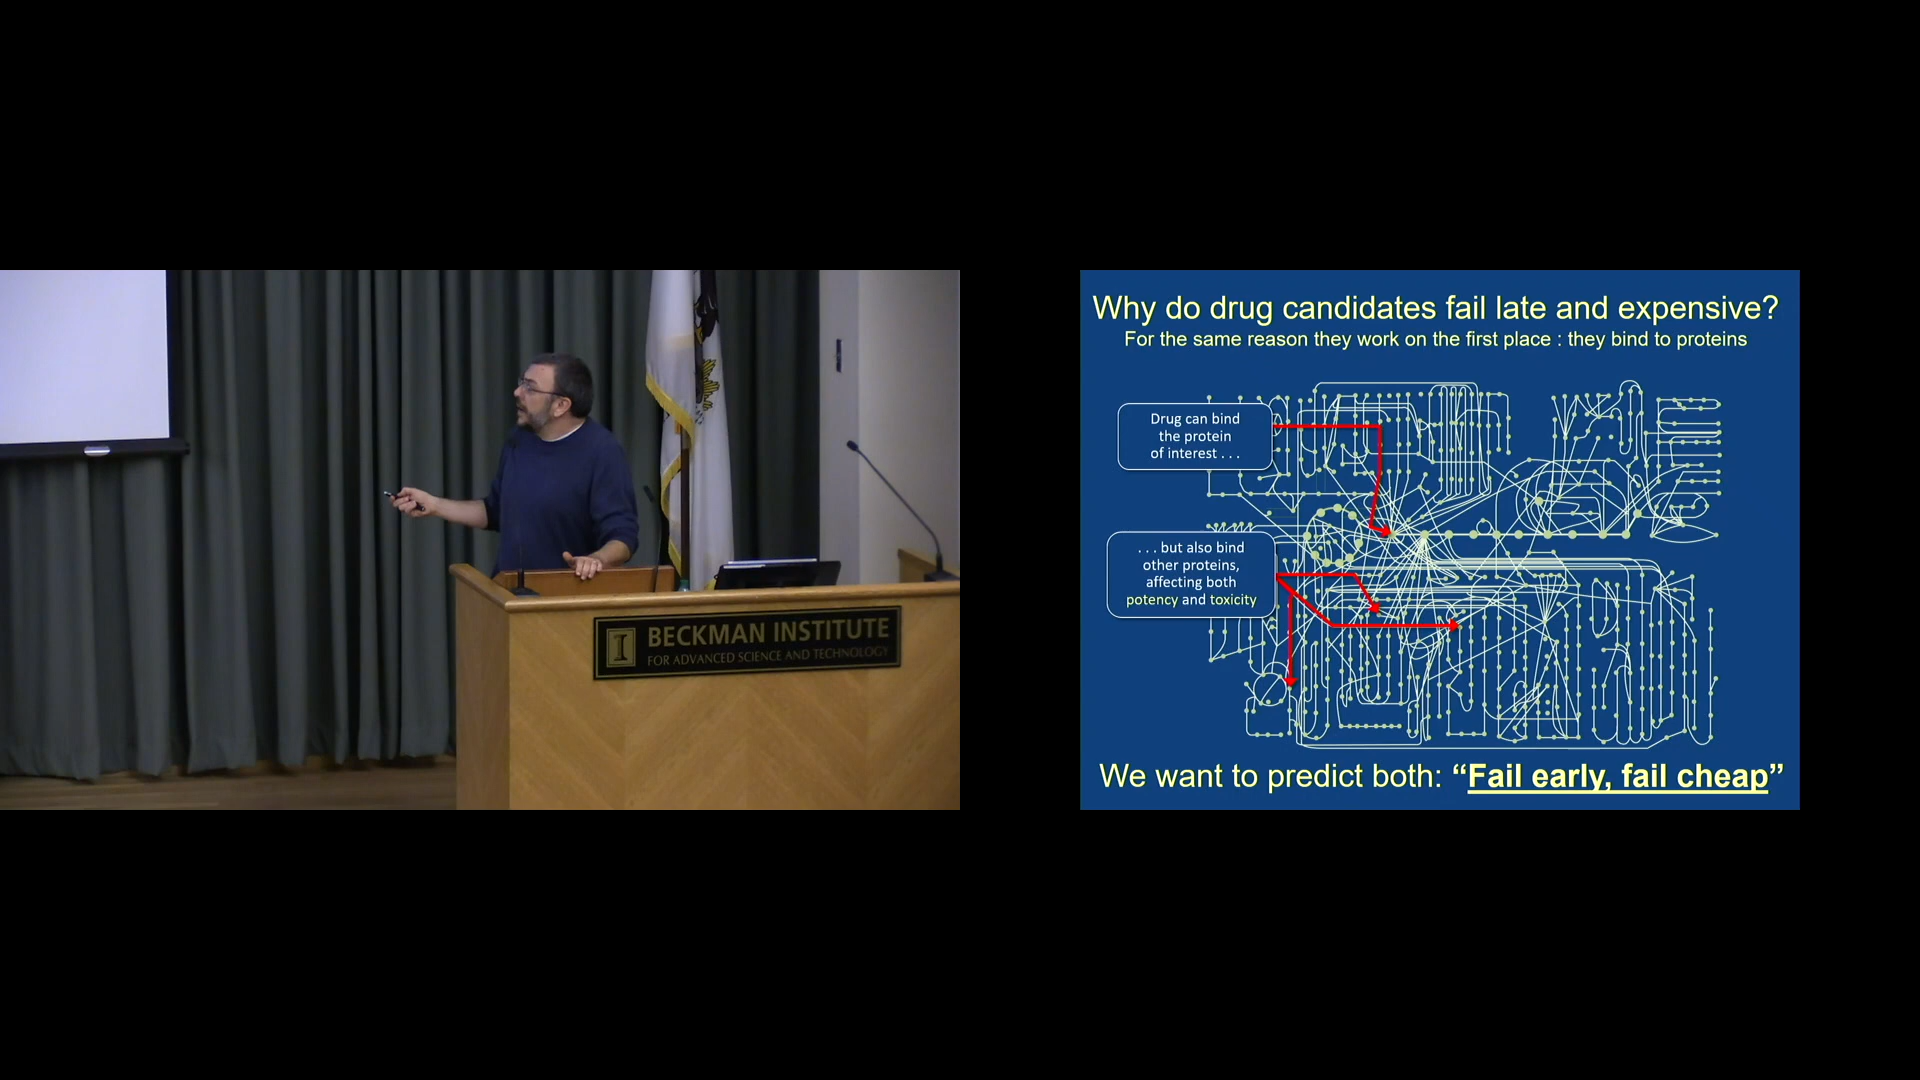 BECKMAN INSTITUTE
FOR ADVANCED SCIENCE AND TECHNOLOGY
Why do drug candidates fail late and expensive?
For the same reason they work on the first place : they bind to proteins
Drug can bind
the protein
of interest . . .
. . . but also bind
other proteins,
affecting both
potency and toxicity
We want to predict both: “Fail early, fail cheap”